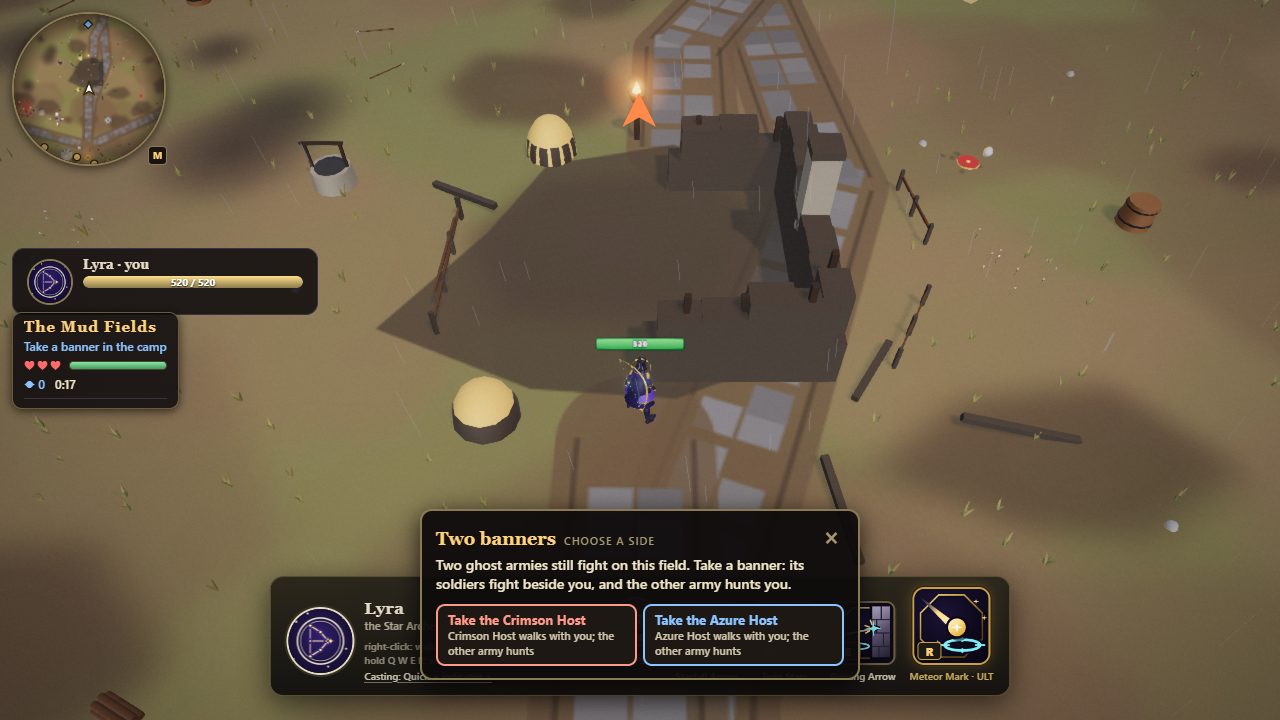 M
Lyra · you
520 / 520
The Mud Fields
Take a banner in the camp
0 0:17
520
Two banners CHOOSE A SIDE
Two ghost armies still fight on this field. Take a banner: its
soldiers fight beside you, and the other army hunts you.
Take the Crimson Host
Crimson Host walks with you; the
other army hunts
Take the Azure Host
Azure Host walks with you; the
other army hunts
Lyra
the Star
right-click:
hold Q W E
Casting:
Arrow
R
Meteor Mark · ULT